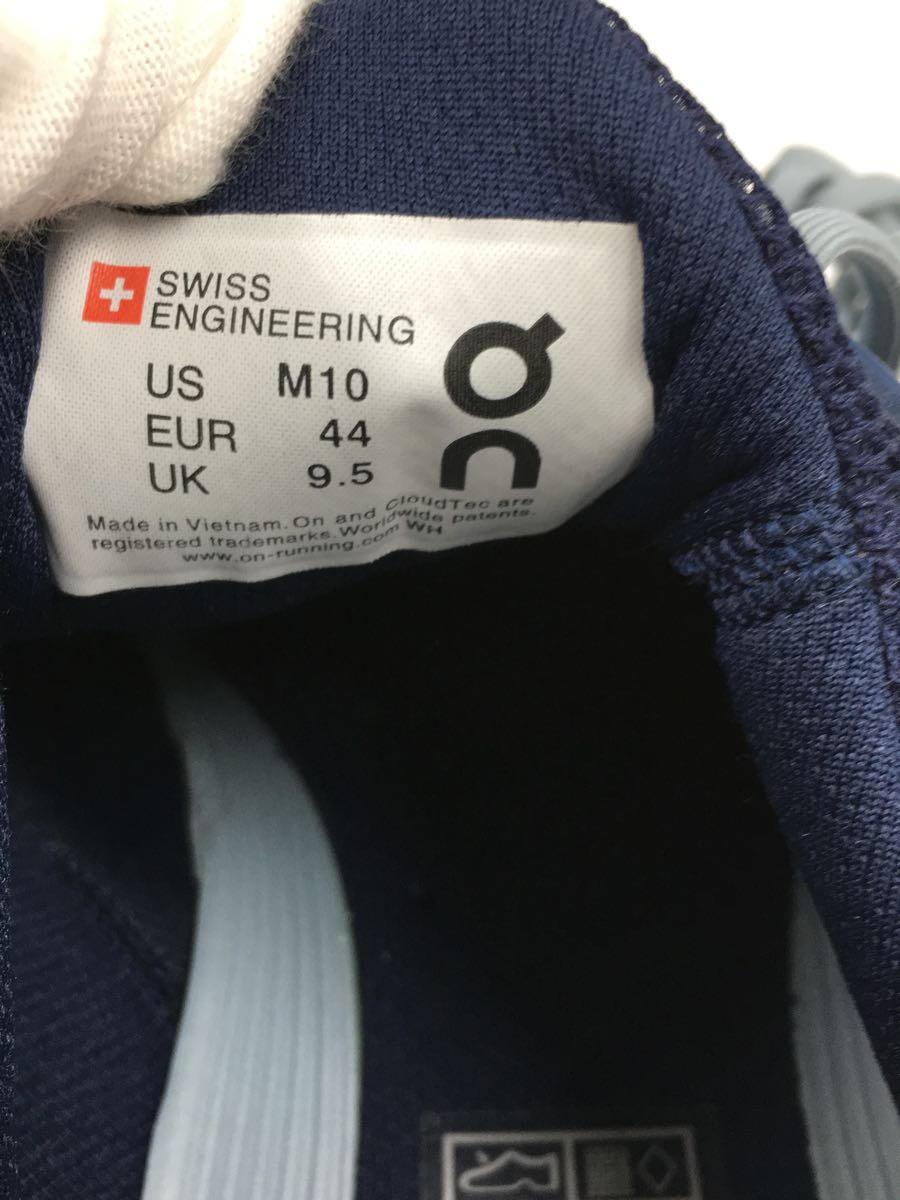 SWISS
ENGINEERING
US M10
EUR 44
UK 9.5
Made in Vietnam. On and CloudTec are
registered trademarks. Worldwide patents.
www.on-running.com WH
On